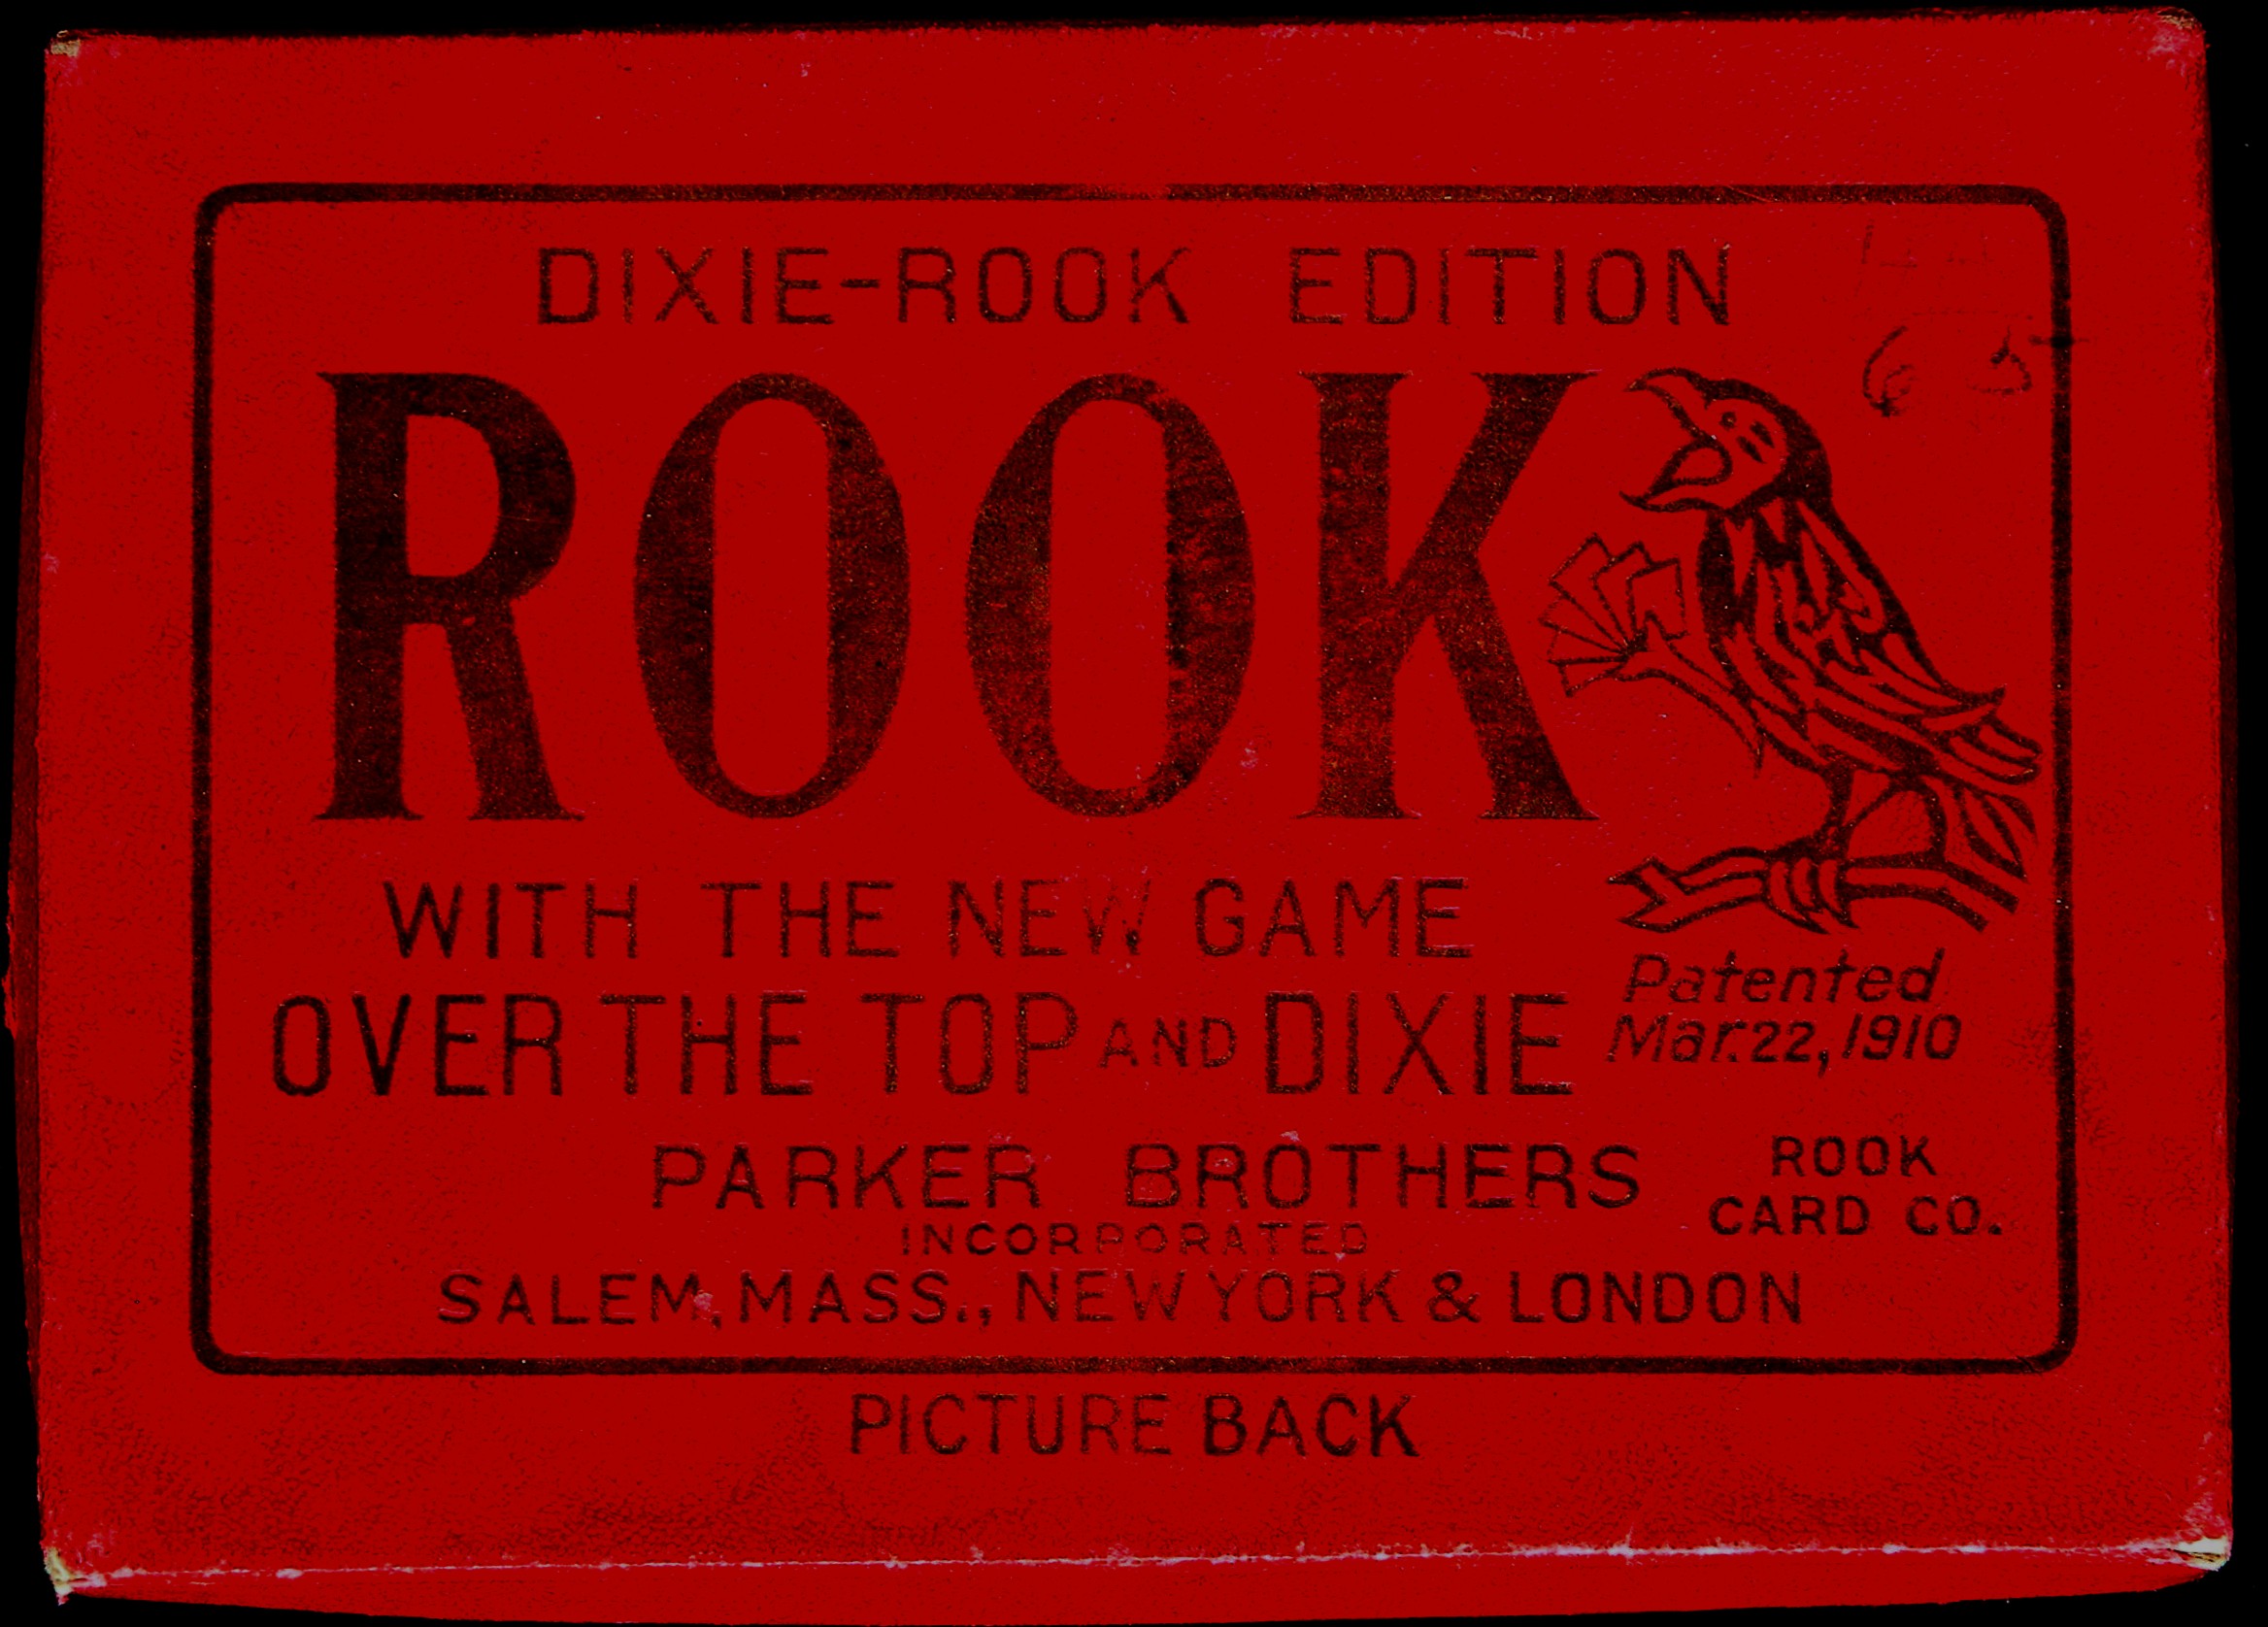 DIXIE-ROOK EDITION
ROOK
WITH THE NEW GAME
OVER THE TOP AND DIXIE
Patented
Mar. 22, 1910
PARKER BROTHERS
INCORPORATED
SALEM, MASS., NEW YORK & LONDON
ROOK
CARD CO.
PICTURE BACK